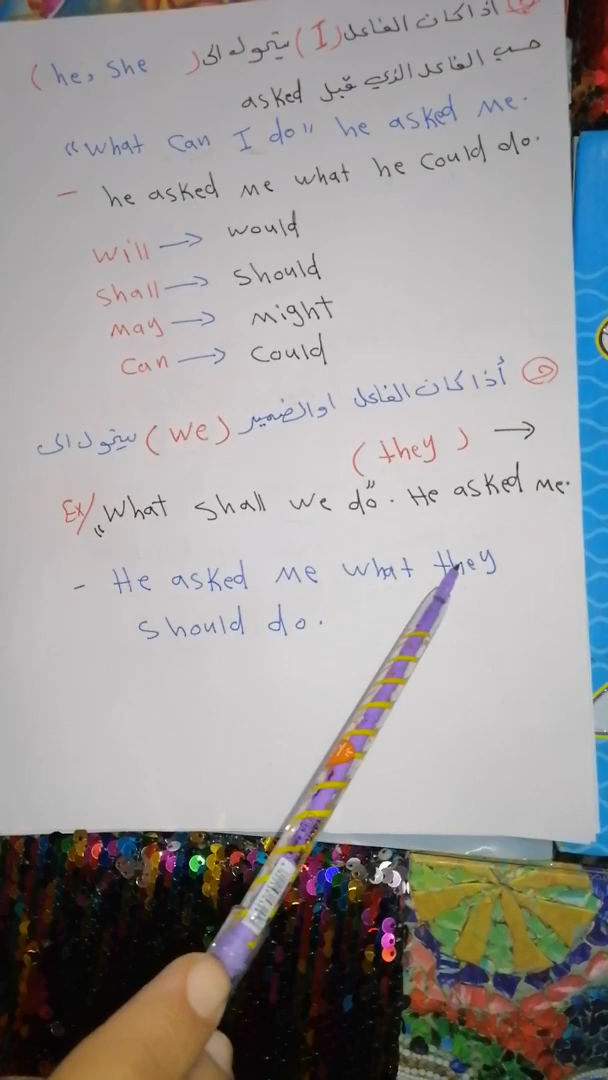 اذا كان الفاعل (I) يتحول الى (he, she)
حسب الفاعل الذي قبل asked
"What Can I do" he asked me.
- he asked me what he Could do.
will → would
Shall → Should
may → might
Can → Could
أذا كان الفاعل او الضمير (We) يتحول الى
(they) →
Ex/ "What Shall we do". He asked me.
- He asked me what they
Should do.